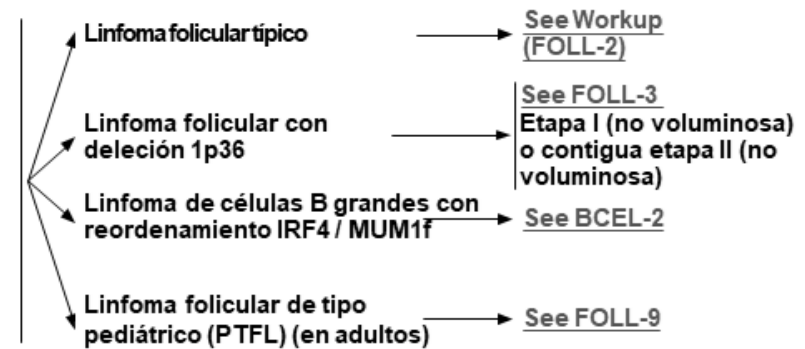 Linfoma folicular típico
See Workup
(FOLL-2)
Linfoma folicular con
deleción 1p36
See FOLL-3
Etapa I (no voluminosa)
o contigua etapa II (no
voluminosa)
Linfoma de células B grandes con
reordenamiento IRF4 / MUM1f
See BCEL-2
Linfoma folicular de tipo
pediátrico (PTFL) (en adultos)
See FOLL-9